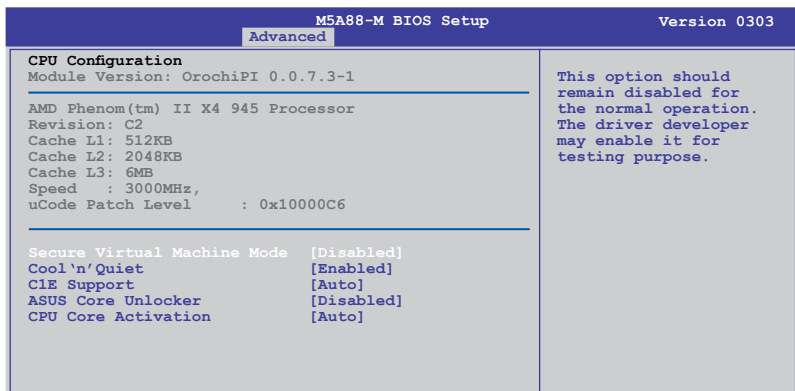 M5A88-M BIOS Setup Version 0303
Advanced
CPU Configuration
Module Version: OrochiPI 0.0.7.3-1
AMD Phenom(tm) II X4 945 Processor
Revision: C2
Cache L1: 512KB
Cache L2: 2048KB
Cache L3: 6MB
Speed : 3000MHz,
uCode Patch Level : 0x10000C6
Secure Virtual Machine Mode [Disabled]
Cool‘n’Quiet [Enabled]
C1E Support [Auto]
ASUS Core Unlocker [Disabled]
CPU Core Activation [Auto]
This option should
remain disabled for
the normal operation.
The driver developer
may enable it for
testing purpose.